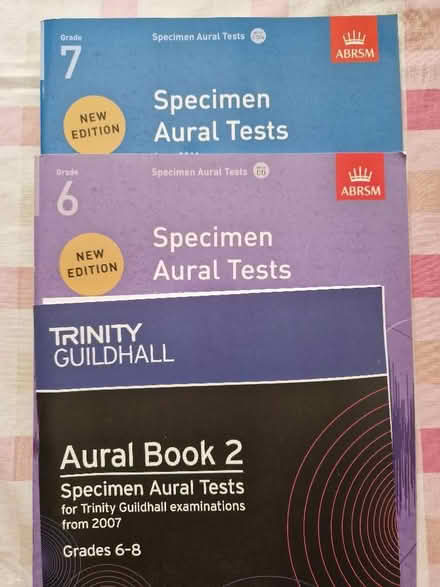 Grade
7
Specimen Aural Tests
ABRSM
NEW
EDITION
Specimen
Aural Tests
Grade
6
Specimen Aural Tests
ABRSM
NEW
EDITION
Specimen
Aural Tests
TRINITY
GUILDHALL
Aural Book 2
Specimen Aural Tests
for Trinity Guildhall examinations
from 2007
Grades 6–8